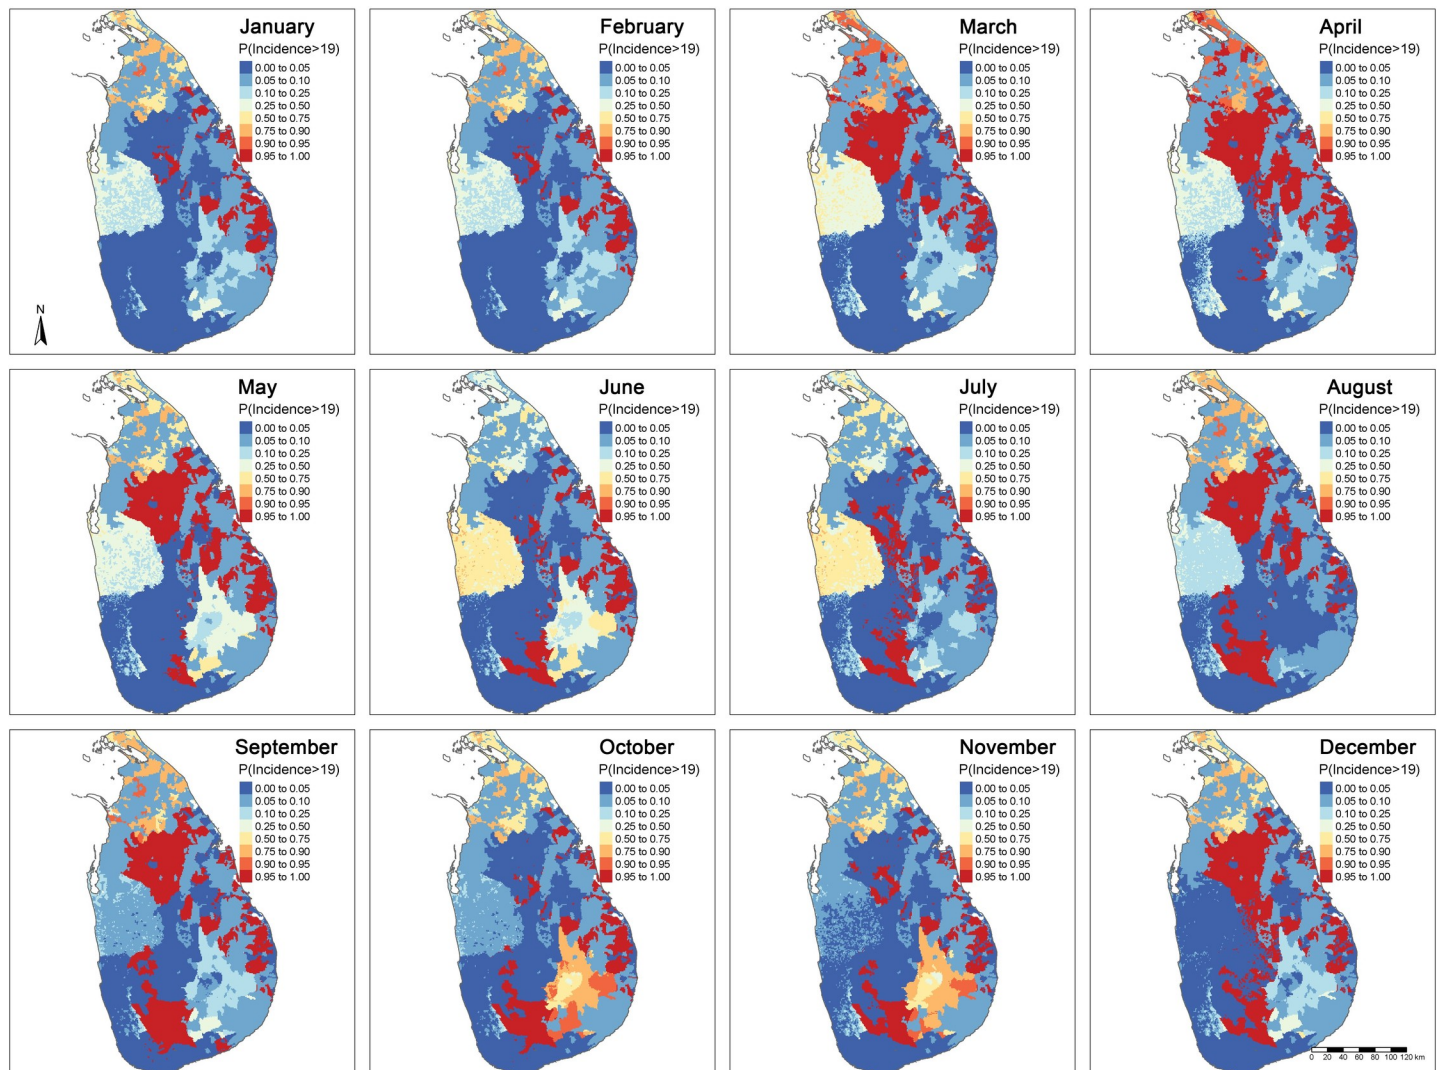 January
P(Incidence>19)
0.00 to 0.05
0.05 to 0.10
0.10 to 0.25
0.25 to 0.50
0.50 to 0.75
0.75 to 0.90
0.90 to 0.95
0.95 to 1.00
N
February
P(Incidence>19)
0.00 to 0.05
0.05 to 0.10
0.10 to 0.25
0.25 to 0.50
0.50 to 0.75
0.75 to 0.90
0.90 to 0.95
0.95 to 1.00
March
P(Incidence>19)
0.00 to 0.05
0.05 to 0.10
0.10 to 0.25
0.25 to 0.50
0.50 to 0.75
0.75 to 0.90
0.90 to 0.95
0.95 to 1.00
April
P(Incidence>19)
0.00 to 0.05
0.05 to 0.10
0.10 to 0.25
0.25 to 0.50
0.50 to 0.75
0.75 to 0.90
0.90 to 0.95
0.95 to 1.00
May
P(Incidence>19)
0.00 to 0.05
0.05 to 0.10
0.10 to 0.25
0.25 to 0.50
0.50 to 0.75
0.75 to 0.90
0.90 to 0.95
0.95 to 1.00
June
P(Incidence>19)
0.00 to 0.05
0.05 to 0.10
0.10 to 0.25
0.25 to 0.50
0.50 to 0.75
0.75 to 0.90
0.90 to 0.95
0.95 to 1.00
July
P(Incidence>19)
0.00 to 0.05
0.05 to 0.10
0.10 to 0.25
0.25 to 0.50
0.50 to 0.75
0.75 to 0.90
0.90 to 0.95
0.95 to 1.00
August
P(Incidence>19)
0.00 to 0.05
0.05 to 0.10
0.10 to 0.25
0.25 to 0.50
0.50 to 0.75
0.75 to 0.90
0.90 to 0.95
0.95 to 1.00
September
P(Incidence>19)
0.00 to 0.05
0.05 to 0.10
0.10 to 0.25
0.25 to 0.50
0.50 to 0.75
0.75 to 0.90
0.90 to 0.95
0.95 to 1.00
October
P(Incidence>19)
0.00 to 0.05
0.05 to 0.10
0.10 to 0.25
0.25 to 0.50
0.50 to 0.75
0.75 to 0.90
0.90 to 0.95
0.95 to 1.00
November
P(Incidence>19)
0.00 to 0.05
0.05 to 0.10
0.10 to 0.25
0.25 to 0.50
0.50 to 0.75
0.75 to 0.90
0.90 to 0.95
0.95 to 1.00
December
P(Incidence>19)
0.00 to 0.05
0.05 to 0.10
0.10 to 0.25
0.25 to 0.50
0.50 to 0.75
0.75 to 0.90
0.90 to 0.95
0.95 to 1.00
0 20 40 60 80 100 120 km